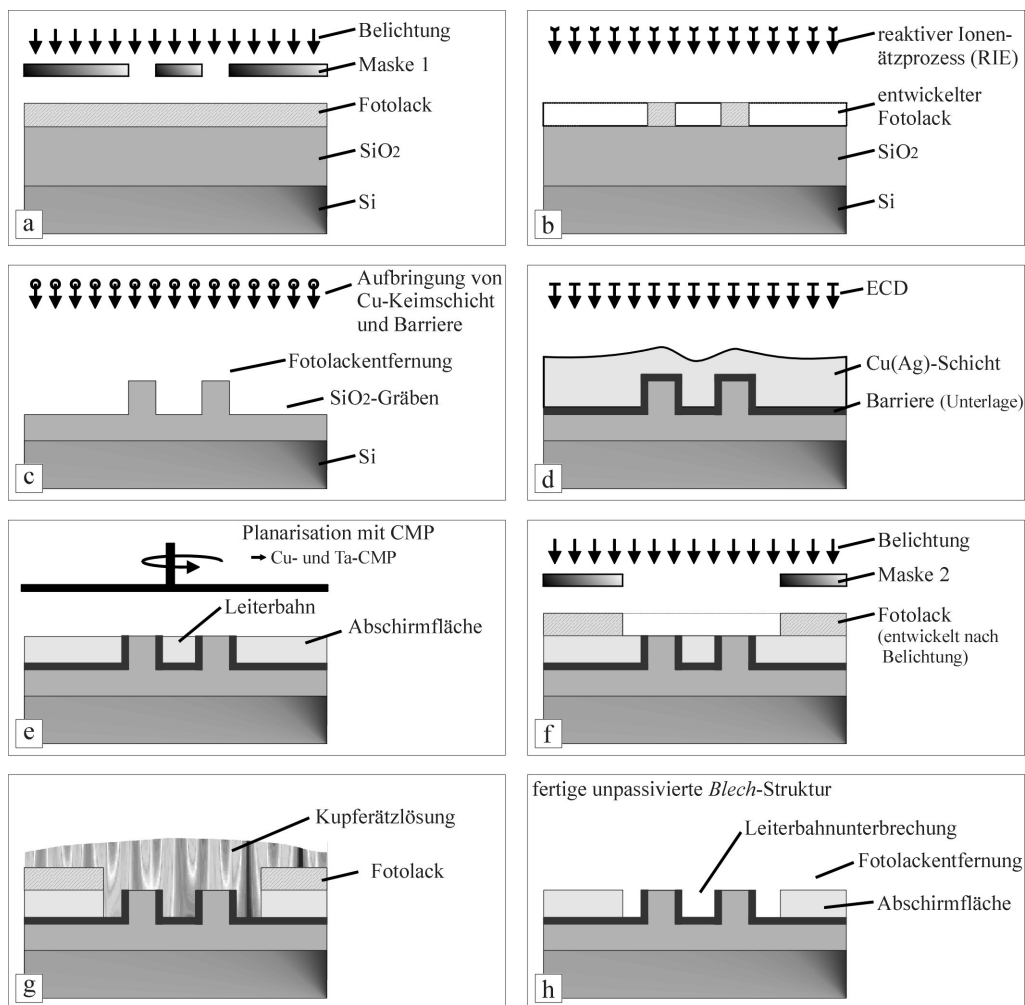 Belichtung
Maske 1
Fotolack
SiO2
Si
a
reaktiver Ionen-
ätzprozess (RIE)
entwickelter
Fotolack
SiO2
Si
b
Aufbringung von
Cu-Keimschicht
und Barriere
Fotolackentfernung
SiO2-Gräben
Si
c
ECD
Cu(Ag)-Schicht
Barriere (Unterlage)
d
Planarisation mit CMP
Cu- und Ta-CMP
Leiterbahn
Abschirmfläche
e
Belichtung
Maske 2
Fotolack
(entwickelt nach
Belichtung)
f
Kupferätzlösung
Fotolack
g
fertige unpassivierte Blech-Struktur
Leiterbahnunterbrechung
Fotolackentfernung
Abschirmfläche
h